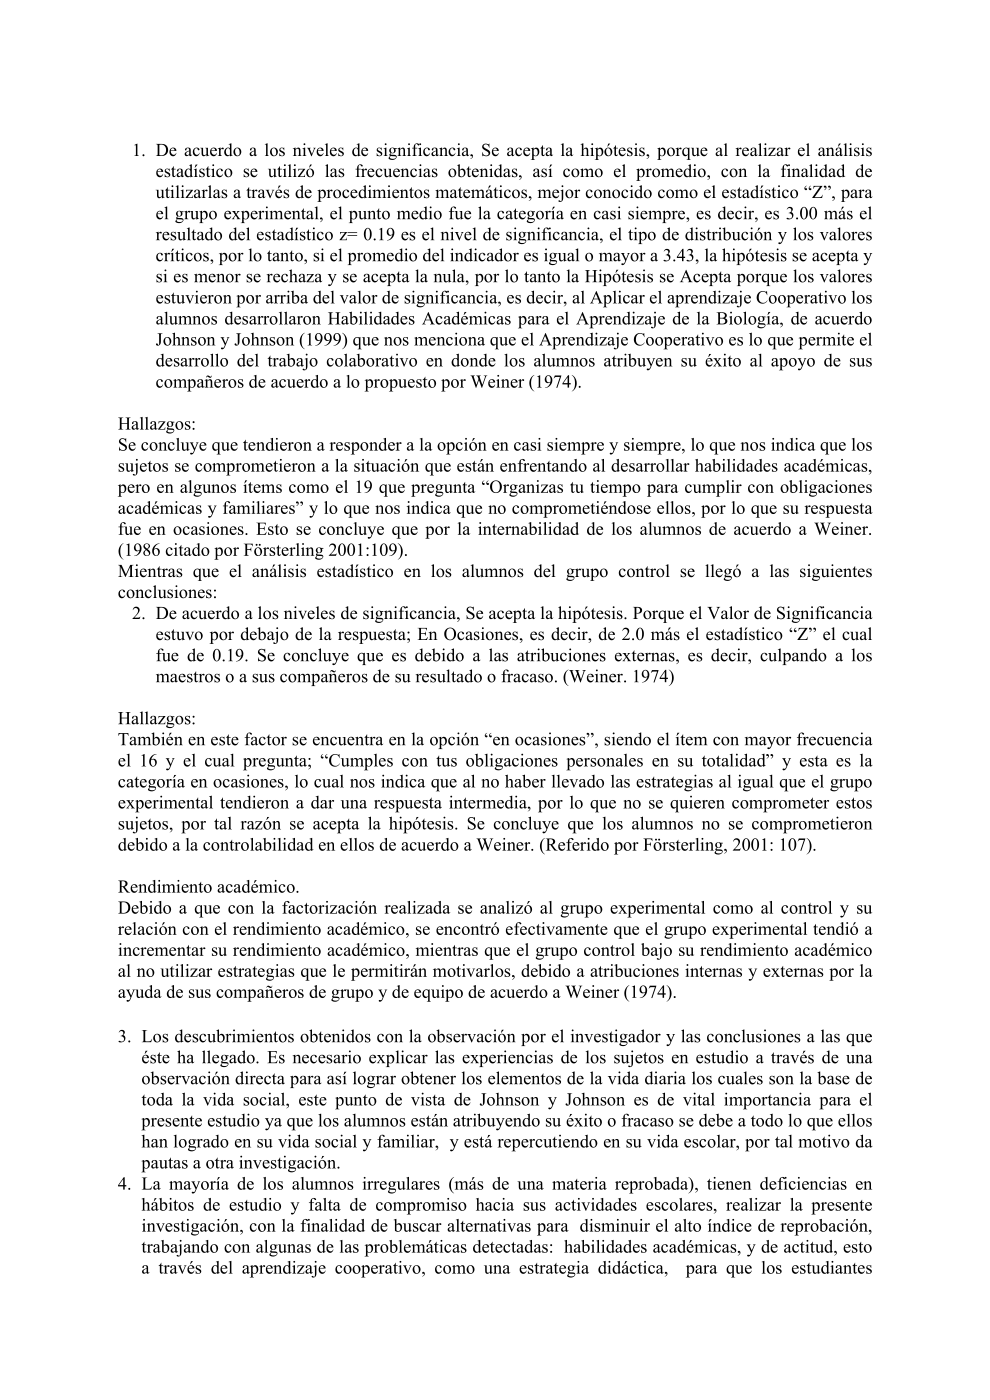 1. De acuerdo a los niveles de significancia, Se acepta la hipótesis, porque al realizar el análisis
estadístico se utilizó las frecuencias obtenidas, así como el promedio, con la finalidad de
utilizarlas a través de procedimientos matemáticos, mejor conocido como el estadístico “Z”, para
el grupo experimental, el punto medio fue la categoría en casi siempre, es decir, es 3.00 más el
resultado del estadístico z= 0.19 es el nivel de significancia, el tipo de distribución y los valores
críticos, por lo tanto, si el promedio del indicador es igual o mayor a 3.43, la hipótesis se acepta y
si es menor se rechaza y se acepta la nula, por lo tanto la Hipótesis se Acepta porque los valores
estuvieron por arriba del valor de significancia, es decir, al Aplicar el aprendizaje Cooperativo los
alumnos desarrollaron Habilidades Académicas para el Aprendizaje de la Biología, de acuerdo
Johnson y Johnson (1999) que nos menciona que el Aprendizaje Cooperativo es lo que permite el
desarrollo del trabajo colaborativo en donde los alumnos atribuyen su éxito al apoyo de sus
compañeros de acuerdo a lo propuesto por Weiner (1974).
Hallazgos:
Se concluye que tendieron a responder a la opción en casi siempre y siempre, lo que nos indica que los
sujetos se comprometieron a la situación que están enfrentando al desarrollar habilidades académicas,
pero en algunos ítems como el 19 que pregunta “Organizas tu tiempo para cumplir con obligaciones
académicas y familiares” y lo que nos indica que no comprometiéndose ellos, por lo que su respuesta
fue en ocasiones. Esto se concluye que por la internabilidad de los alumnos de acuerdo a Weiner.
(1986 citado por Försterling 2001:109).
Mientras que el análisis estadístico en los alumnos del grupo control se llegó a las siguientes
conclusiones:
2. De acuerdo a los niveles de significancia, Se acepta la hipótesis. Porque el Valor de Significancia
estuvo por debajo de la respuesta; En Ocasiones, es decir, de 2.0 más el estadístico “Z” el cual
fue de 0.19. Se concluye que es debido a las atribuciones externas, es decir, culpando a los
maestros o a sus compañeros de su resultado o fracaso. (Weiner. 1974)
Hallazgos:
También en este factor se encuentra en la opción “en ocasiones”, siendo el ítem con mayor frecuencia
el 16 y el cual pregunta; “Cumples con tus obligaciones personales en su totalidad” y esta es la
categoría en ocasiones, lo cual nos indica que al no haber llevado las estrategias al igual que el grupo
experimental tendieron a dar una respuesta intermedia, por lo que no se quieren comprometer estos
sujetos, por tal razón se acepta la hipótesis. Se concluye que los alumnos no se comprometieron
debido a la controlabilidad en ellos de acuerdo a Weiner. (Referido por Försterling, 2001: 107).
Rendimiento académico.
Debido a que con la factorización realizada se analizó al grupo experimental como al control y su
relación con el rendimiento académico, se encontró efectivamente que el grupo experimental tendió a
incrementar su rendimiento académico, mientras que el grupo control bajo su rendimiento académico
al no utilizar estrategias que le permitirán motivarlos, debido a atribuciones internas y externas por la
ayuda de sus compañeros de grupo y de equipo de acuerdo a Weiner (1974).
3. Los descubrimientos obtenidos con la observación por el investigador y las conclusiones a las que
éste ha llegado. Es necesario explicar las experiencias de los sujetos en estudio a través de una
observación directa para así lograr obtener los elementos de la vida diaria los cuales son la base de
toda la vida social, este punto de vista de Johnson y Johnson es de vital importancia para el
presente estudio ya que los alumnos están atribuyendo su éxito o fracaso se debe a todo lo que ellos
han logrado en su vida social y familiar,  y está repercutiendo en su vida escolar, por tal motivo da
pautas a otra investigación.
4. La mayoría de los alumnos irregulares (más de una materia reprobada), tienen deficiencias en
hábitos de estudio y falta de compromiso hacia sus actividades escolares, realizar la presente
investigación, con la finalidad de buscar alternativas para  disminuir el alto índice de reprobación,
trabajando con algunas de las problemáticas detectadas:  habilidades académicas, y de actitud, esto
a través del aprendizaje cooperativo, como una estrategia didáctica,  para que los estudiantes